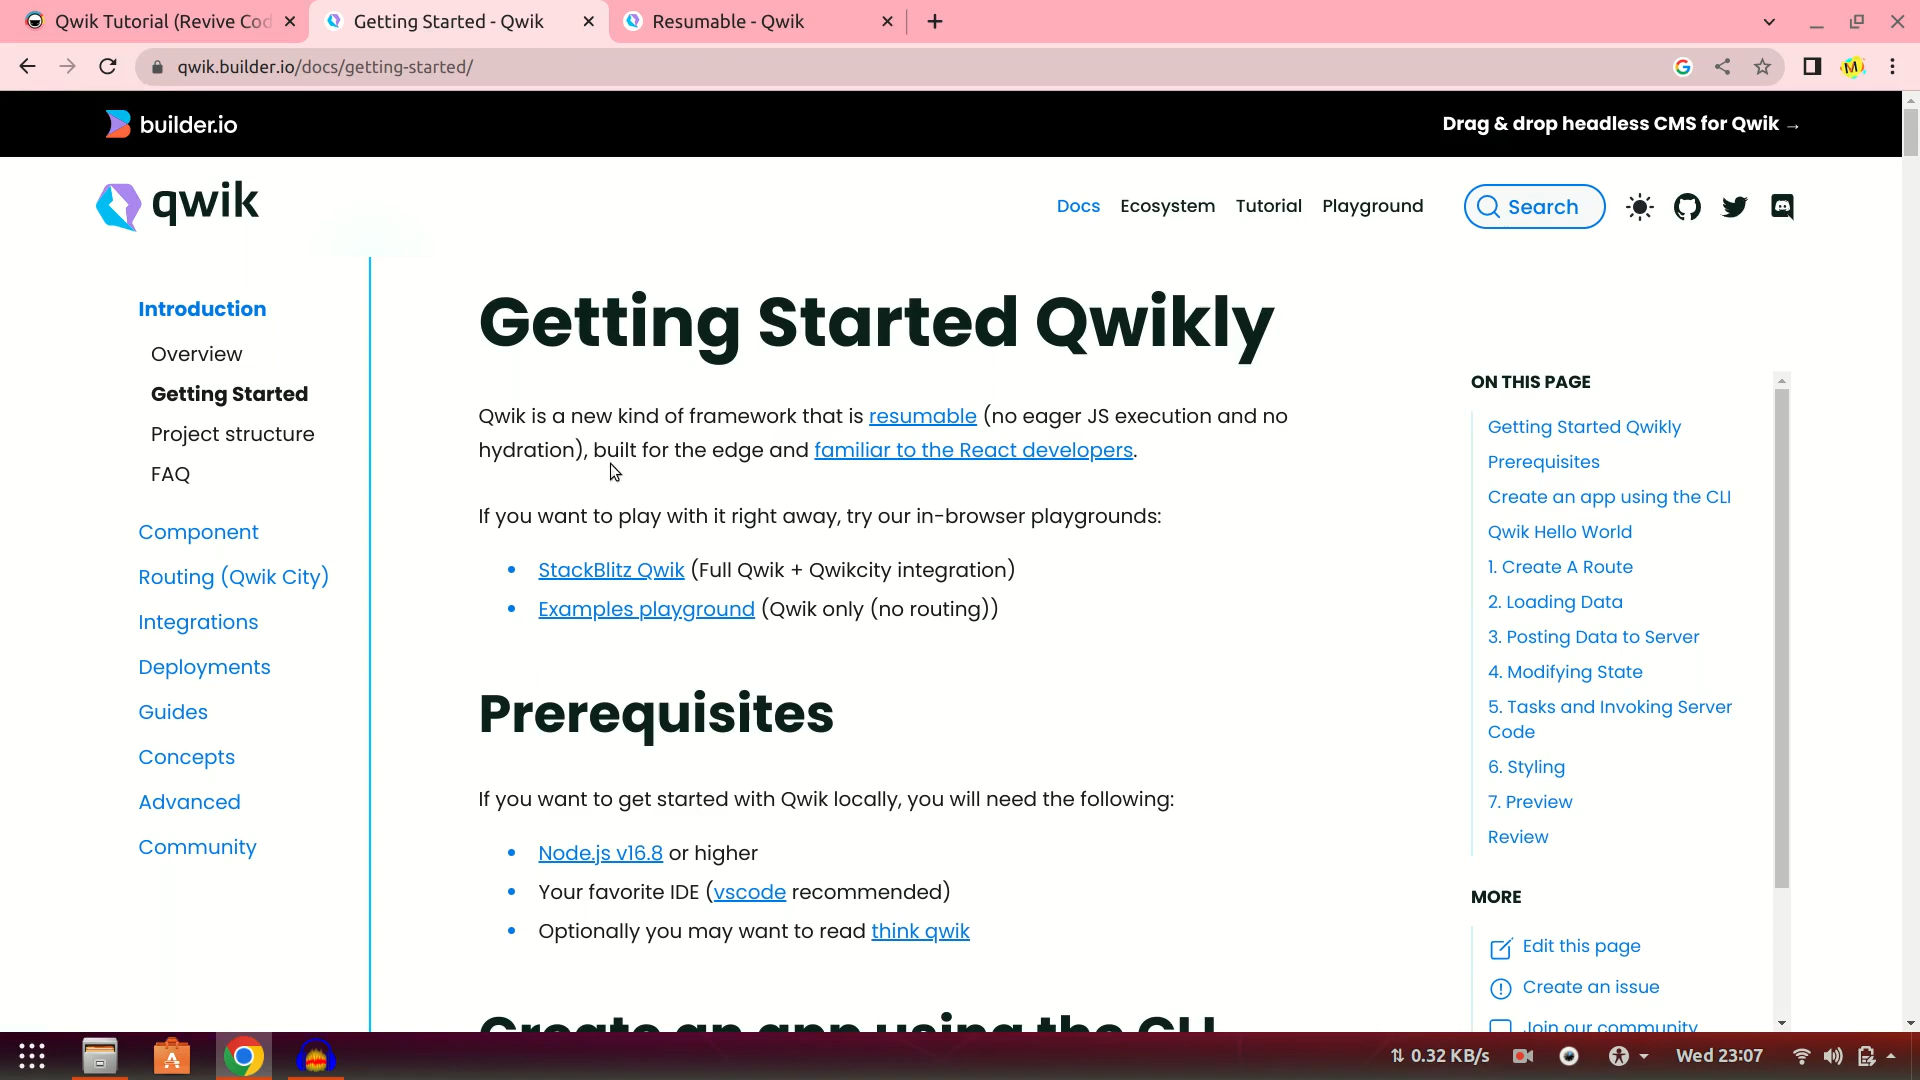 Qwik Tutorial (Revive Cod
Getting Started - Qwik
Resumable - Qwik
qwik.builder.io/docs/getting-started/
builder.io
Drag & drop headless CMS for Qwik →
qwik
Docs Ecosystem Tutorial Playground
Search
Introduction
Overview
Getting Started
Project structure
FAQ
Component
Routing (Qwik City)
Integrations
Deployments
Guides
Concepts
Advanced
Community
Getting Started Qwikly
Qwik is a new kind of framework that is resumable (no eager JS execution and no
hydration), built for the edge and familiar to the React developers.
If you want to play with it right away, try our in-browser playgrounds:
• StackBlitz Qwik (Full Qwik + Qwikcity integration)
• Examples playground (Qwik only (no routing))
Prerequisites
If you want to get started with Qwik locally, you will need the following:
• Node.js v16.8 or higher
• Your favorite IDE (vscode recommended)
• Optionally you may want to read think qwik
Create an app using the CLI
ON THIS PAGE
Getting Started Qwikly
Prerequisites
Create an app using the CLI
Qwik Hello World
1. Create A Route
2. Loading Data
3. Posting Data to Server
4. Modifying State
5. Tasks and Invoking Server
Code
6. Styling
7. Preview
Review
MORE
Edit this page
Create an issue
Join our community
0.32 KB/s
Wed 23:07